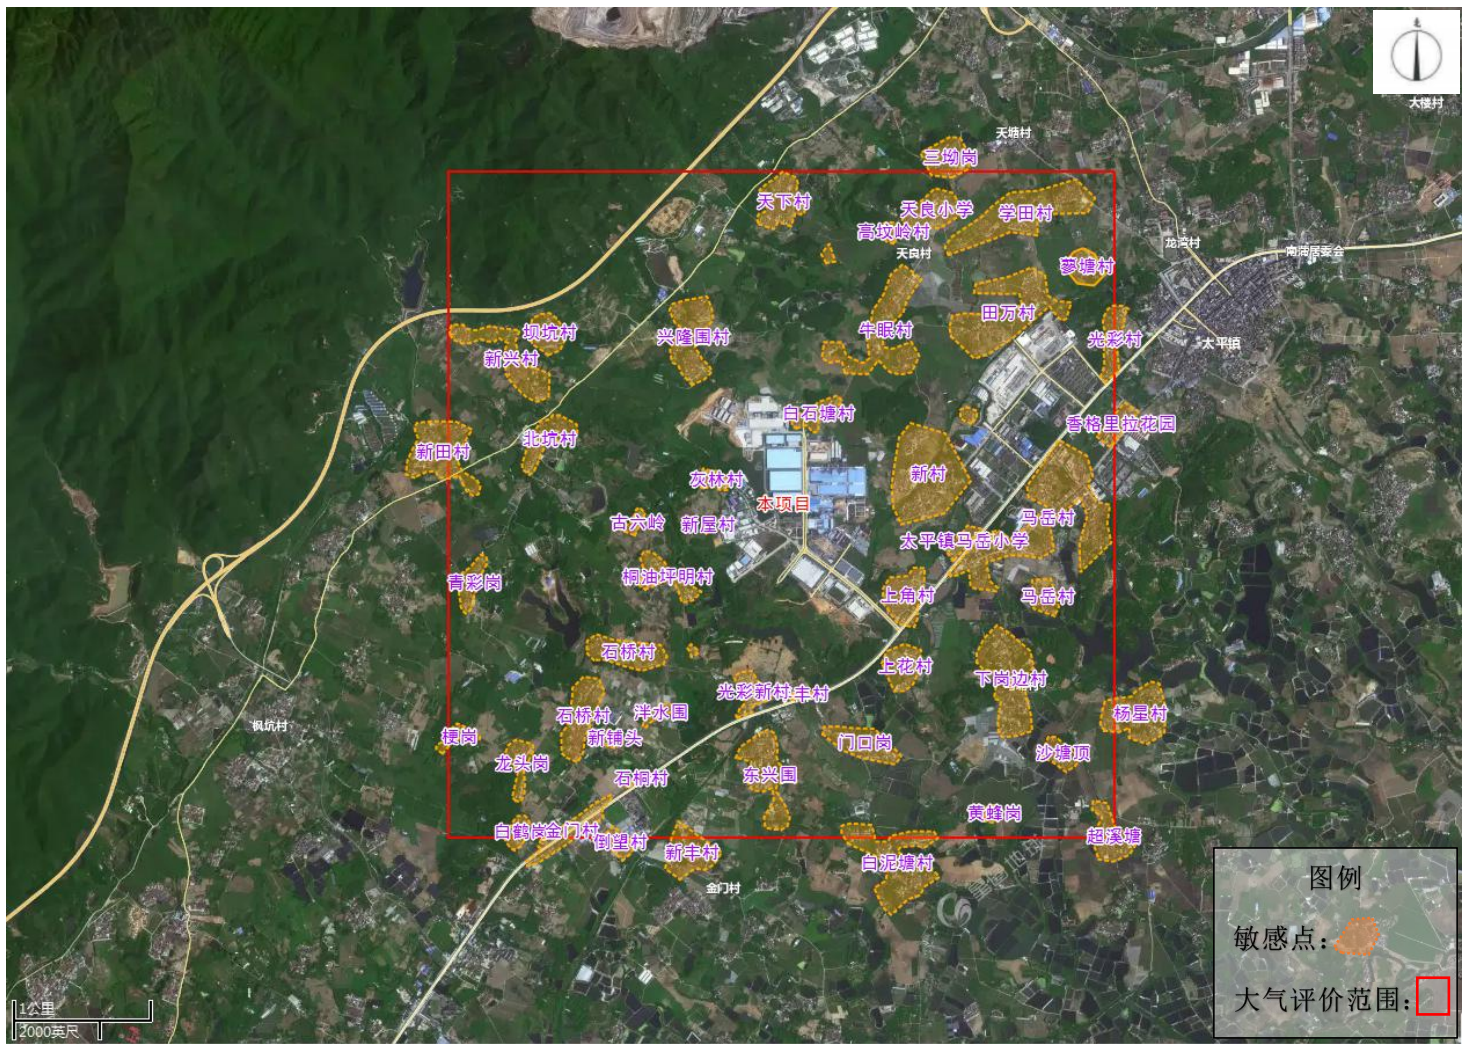 北
大楼村
天塘村
三坳岗
天下村
天良小学
学田村
高坟岭村
天良村
龙湾村
南蒲居委会
蓼塘村
田万村
坝坑村
兴隆围村
牛眠村
光彩村
太平镇
新兴村
白石塘村
香格里拉花园
北坑村
新田村
新村
灰林村
本项目
古六岭
新屋村
马岳村
太平镇马岳小学
桐油坪明村
青彩岗
上角村
马岳村
石桥村
上花村
下岗边村
光彩新村
丰村
石桥村
泮水围
杨星村
枫坑村
梗岗
新铺头
门口岗
沙塘顶
龙头岗
石桐村
东兴围
黄蜂岗
白鹤岗
金门村
倒望村
新丰村
白泥塘村
超溪塘
金门村
图例
敏感点：
大气评价范围：
1公里
2000英尺